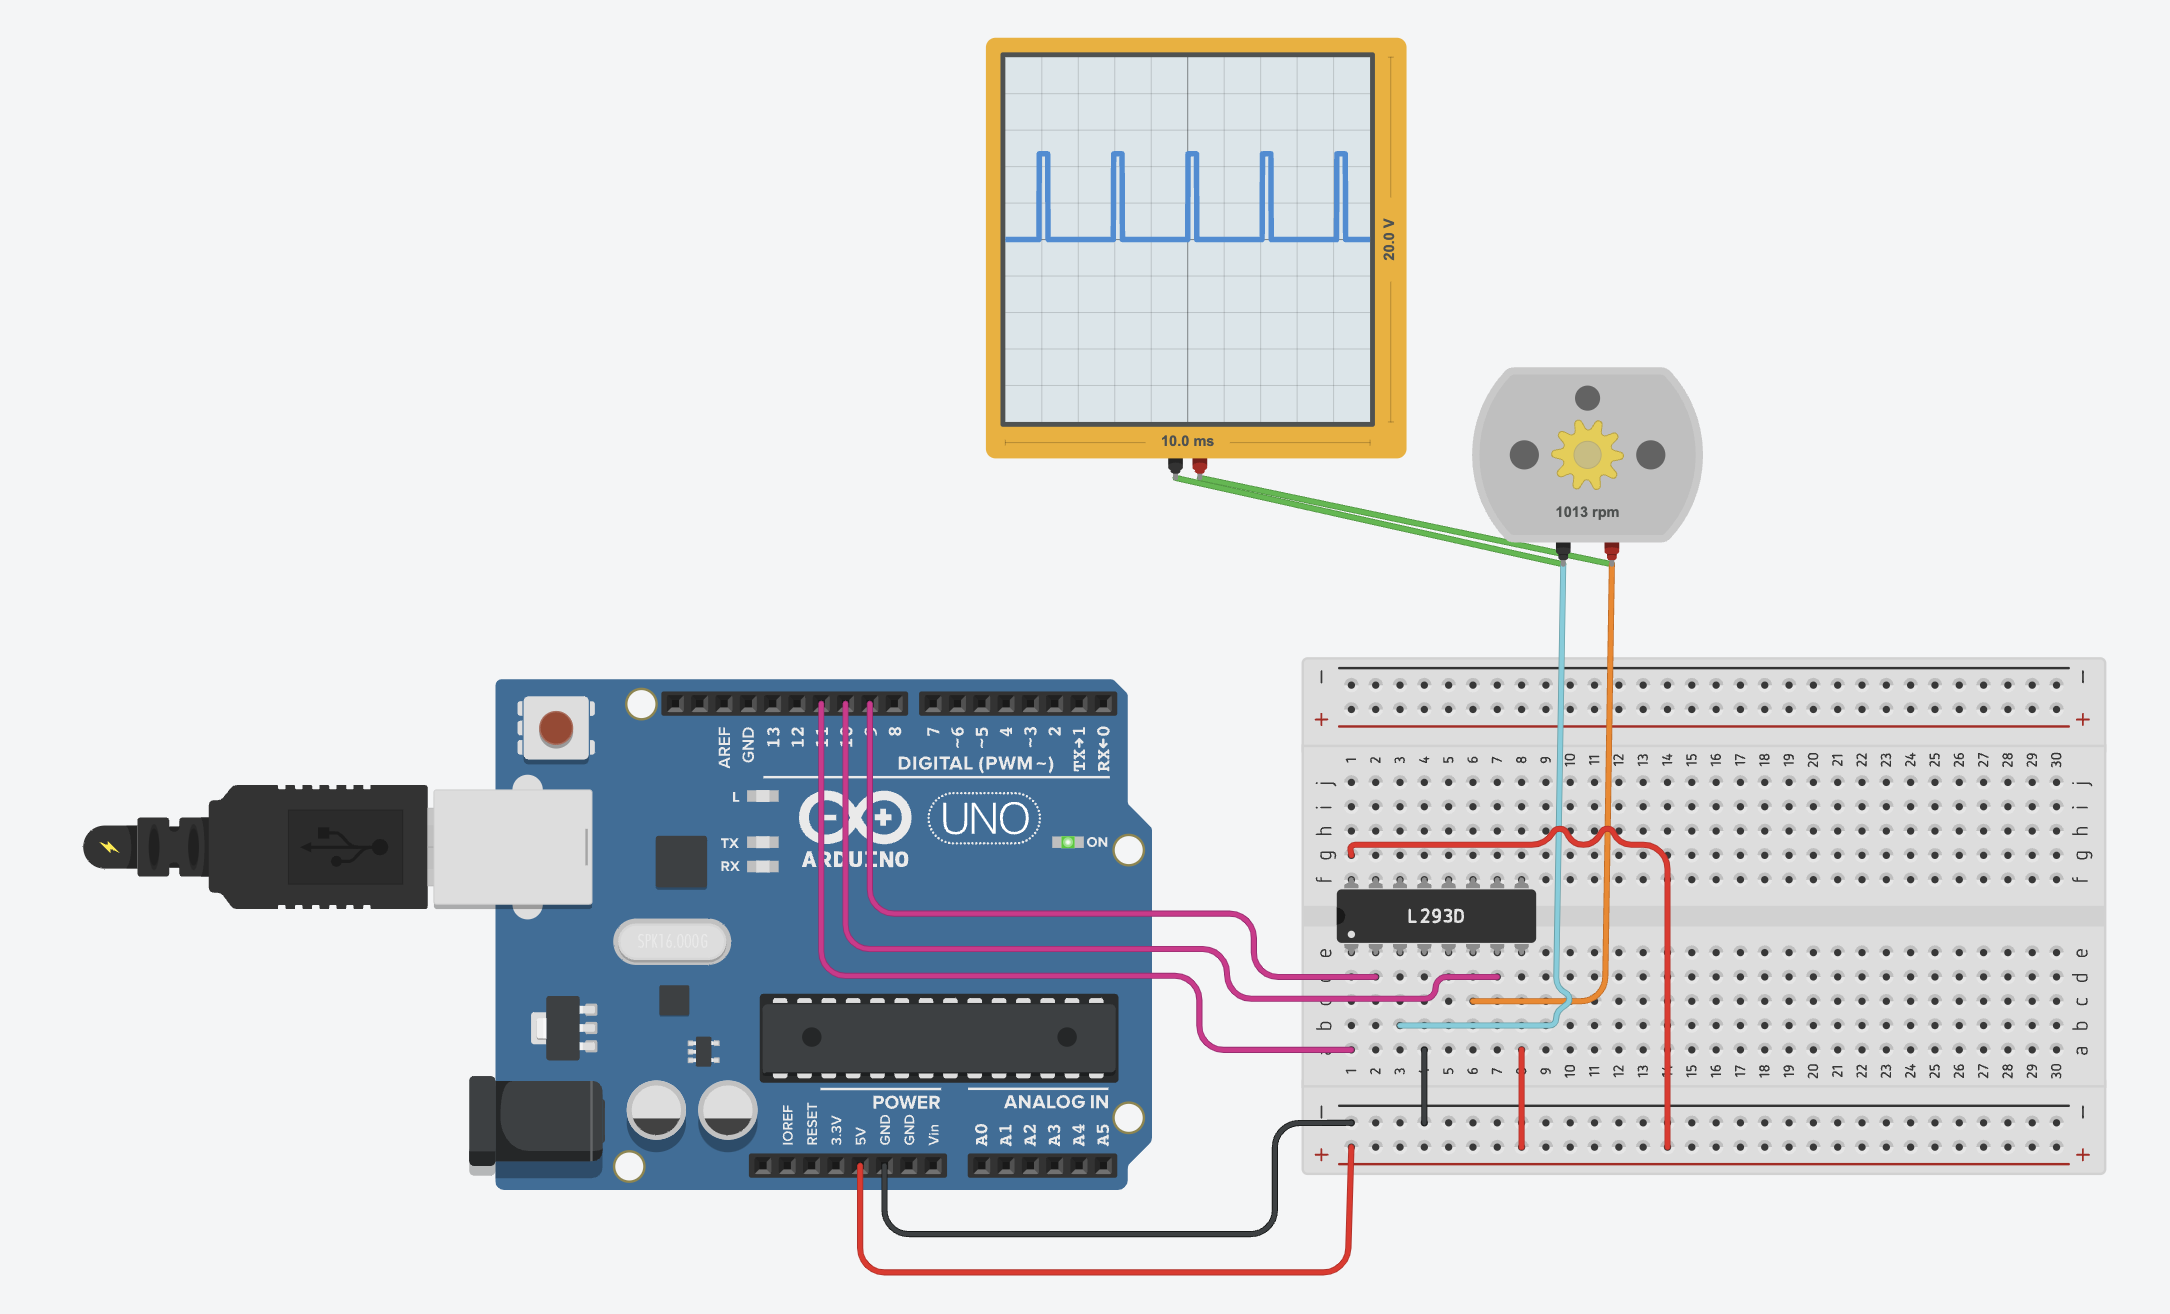 20.0 V
10.0 ms
1013 rpm
AREF
GND
13
12
11
10
9
8
7
~6
~5
4
~3
2
TX→1
RX←0
DIGITAL (PWM~)
L
TX
RX
ARDUINO
UNO
ON
SPK16.000G
POWER
ANALOG IN
IOREF
RESET
3.3V
5V
GND
GND
Vin
A0
A1
A2
A3
A4
A5
− −
+ +
1 2 3 4 5 6 7 8 9 10 11 12 13 14 15 16 17 18 19 20 21 22 23 24 25 26 27 28 29 30
j j
i i
h h
g g
f f
L293D
e e
d
c c
b b
a
1 2 3 4 5 6 7 8 9 10 11 12 13 14 15 16 17 18 19 20 21 22 23 24 25 26 27 28 29 30
− −
+ +